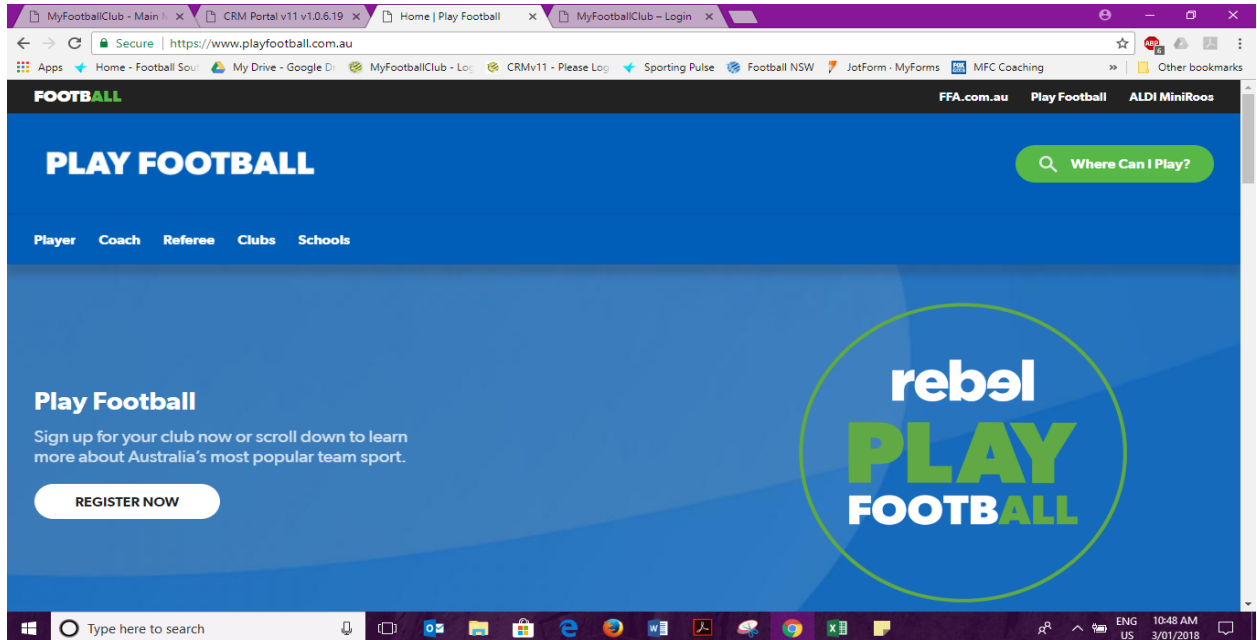 MyFootballClub - Main
CRM Portal v11 v1.0.6.19
Home | Play Football
MyFootballClub – Login
Secure
https://www.playfootball.com.au
Apps
Home - Football Sou
My Drive - Google Dr
MyFootballClub - Log
CRMv11 - Please Log
Sporting Pulse
Football NSW
JotForm · MyForms
MFC Coaching
»
Other bookmarks
FOOTBALL
FFA.com.au
Play Football
ALDI MiniRoos
PLAY FOOTBALL
Where Can I Play?
Player
Coach
Referee
Clubs
Schools
Play Football
Sign up for your club now or scroll down to learn
more about Australia's most popular team sport.
REGISTER NOW
rebel
PLAY
FOOTBALL
Type here to search
ENG
US
10:48 AM
3/01/2018